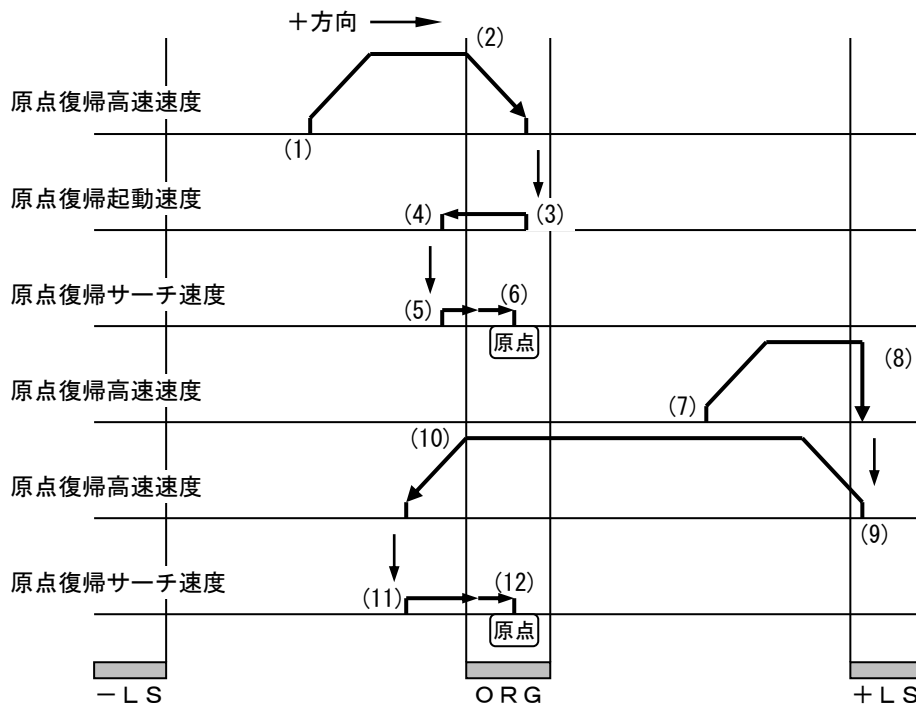 ＋方向
(2)
原点復帰高速速度
(1)
原点復帰起動速度
(4)
(3)
原点復帰サーチ速度
(5)
(6)
原点
原点復帰高速速度
(7)
(8)
(10)
原点復帰高速速度
(9)
原点復帰サーチ速度
(11)
(12)
原点
－ＬＳ
ＯＲＧ
＋ＬＳ